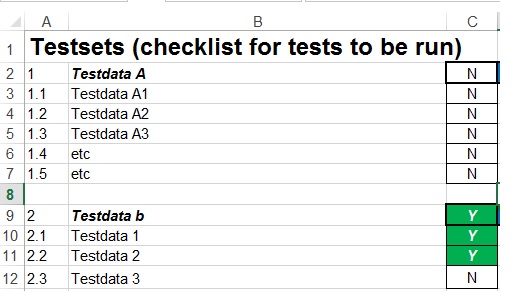 A B C
1 Testsets (checklist for tests to be run)
2 1 Testdata A N
3 1.1 Testdata A1 N
4 1.2 Testdata A2 N
5 1.3 Testdata A3 N
6 1.4 etc N
7 1.5 etc N
8
9 2 Testdata b Y
10 2.1 Testdata 1 Y
11 2.2 Testdata 2 Y
12 2.3 Testdata 3 N